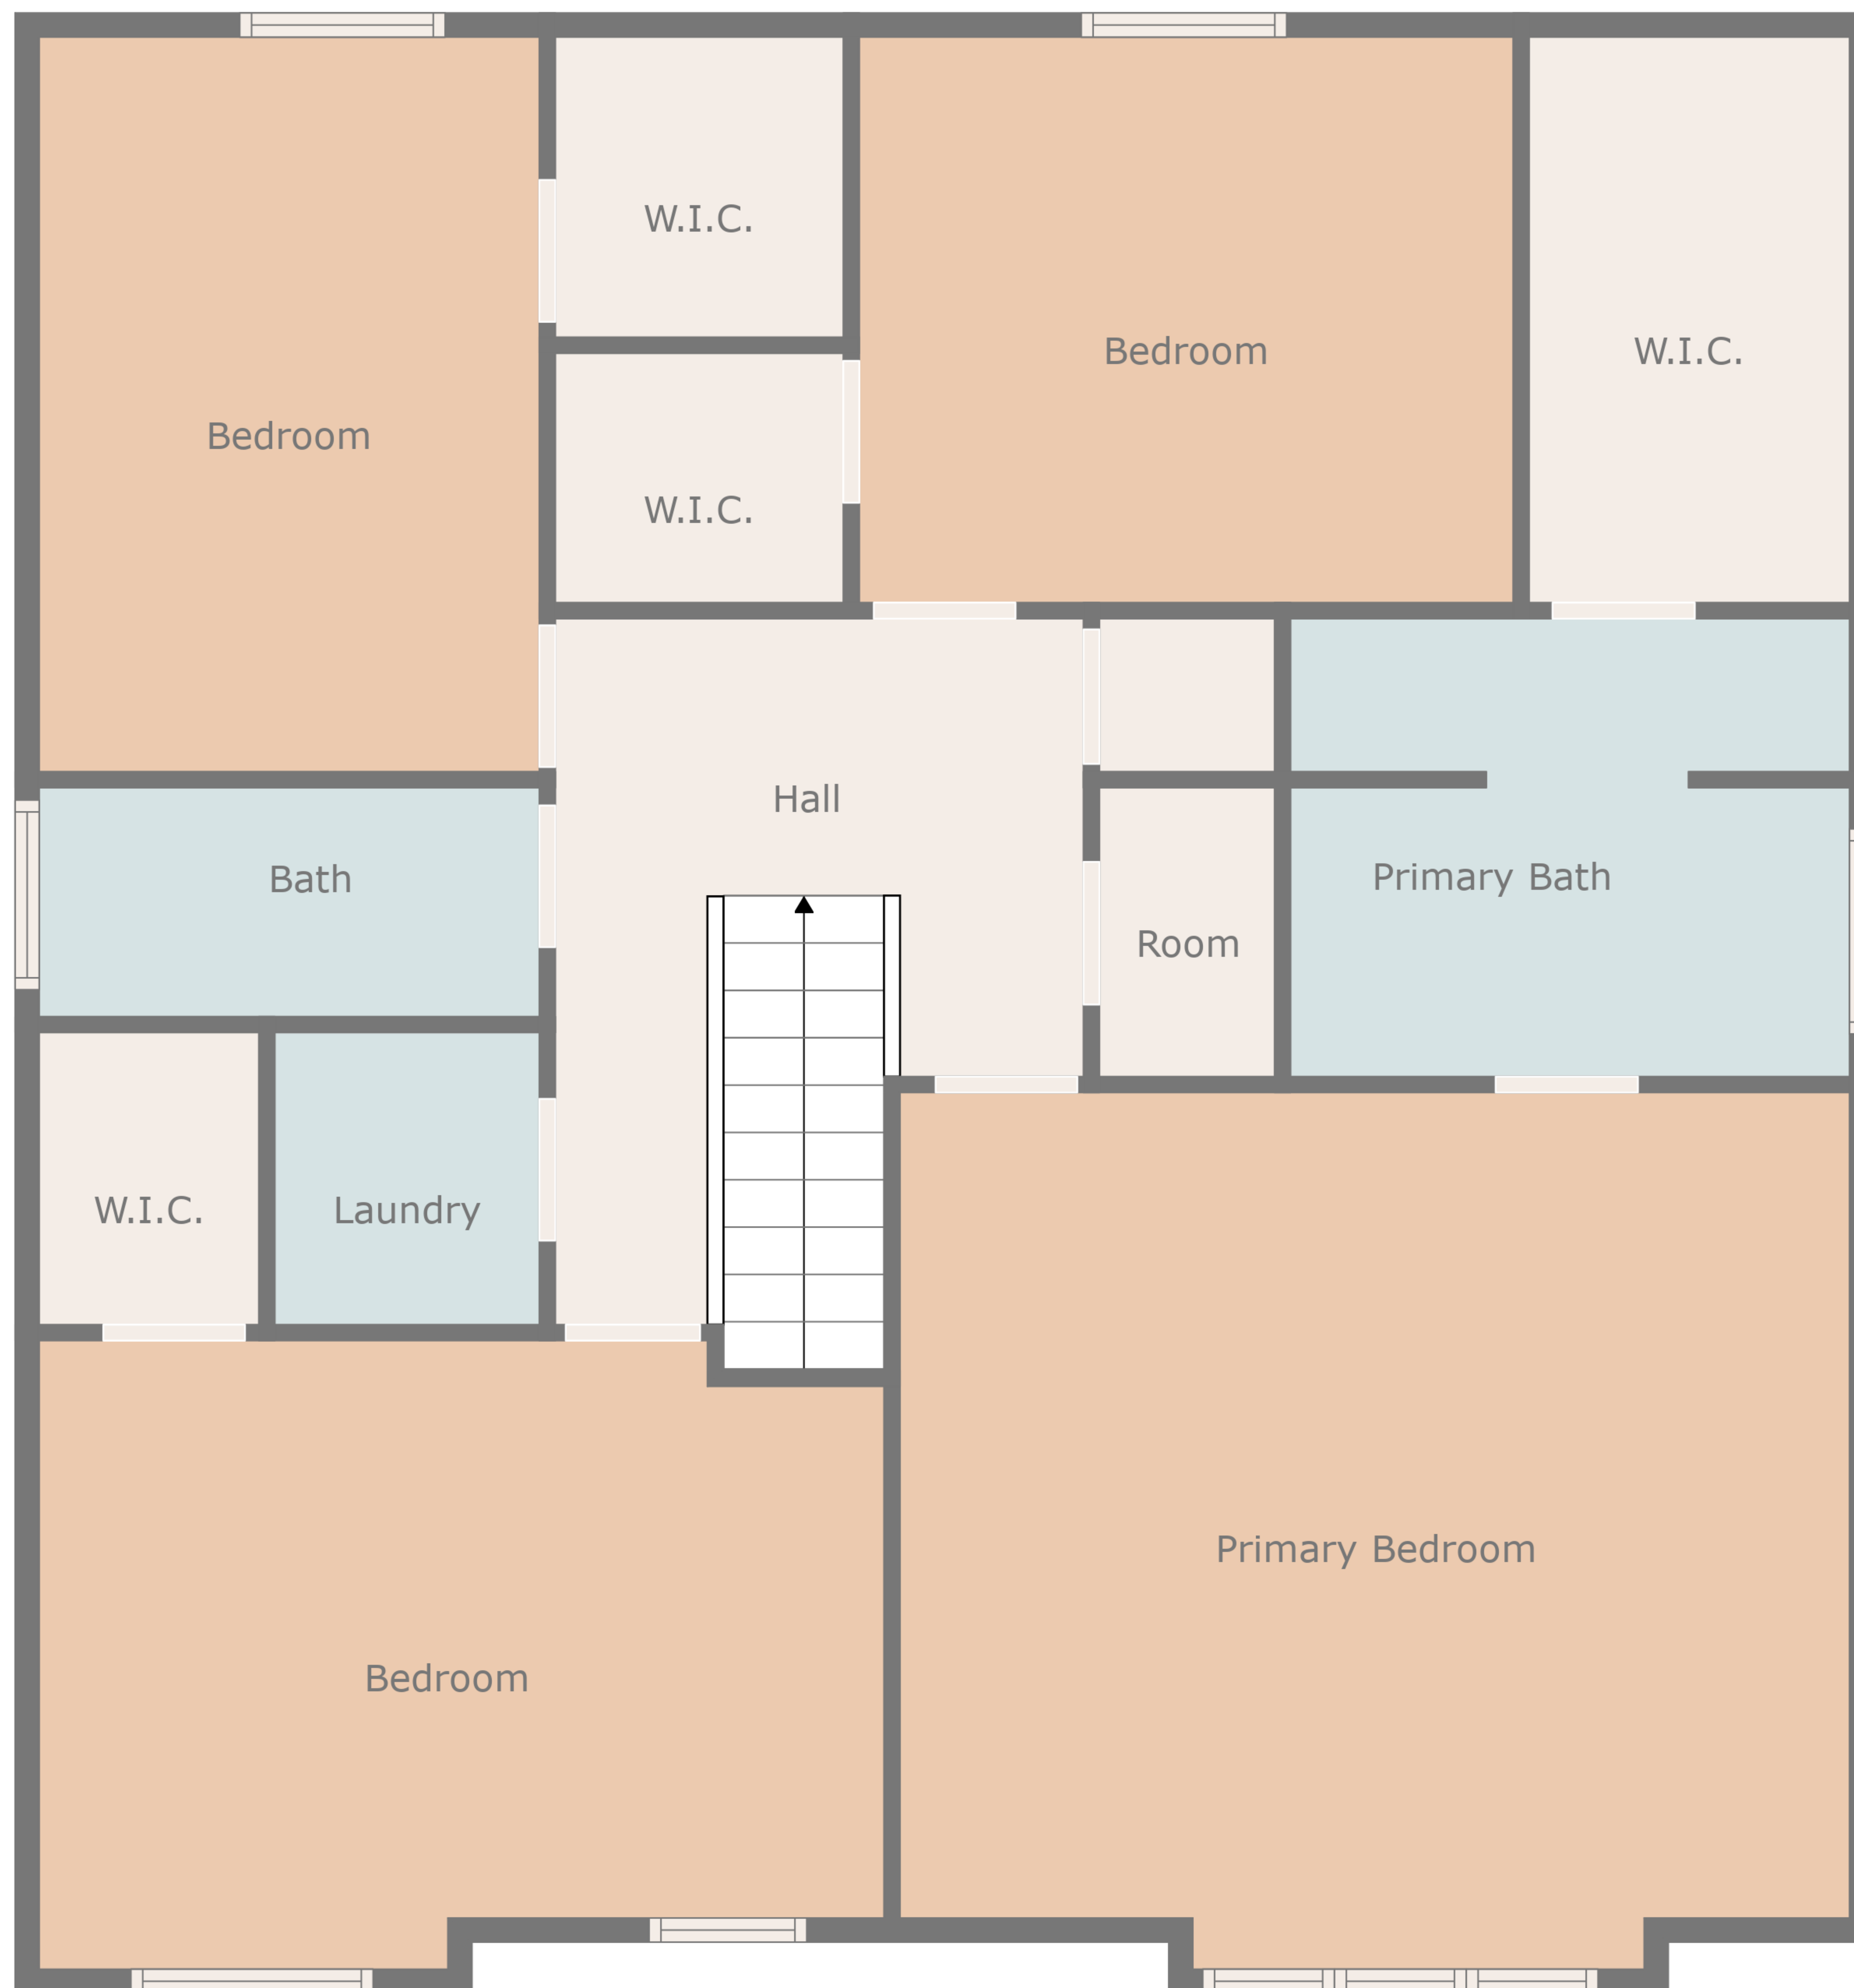 W.I.C.
Bedroom
W.I.C.
Bedroom
W.I.C.
Hall
Bath
Primary Bath
Room
W.I.C.
Laundry
Primary Bedroom
Bedroom